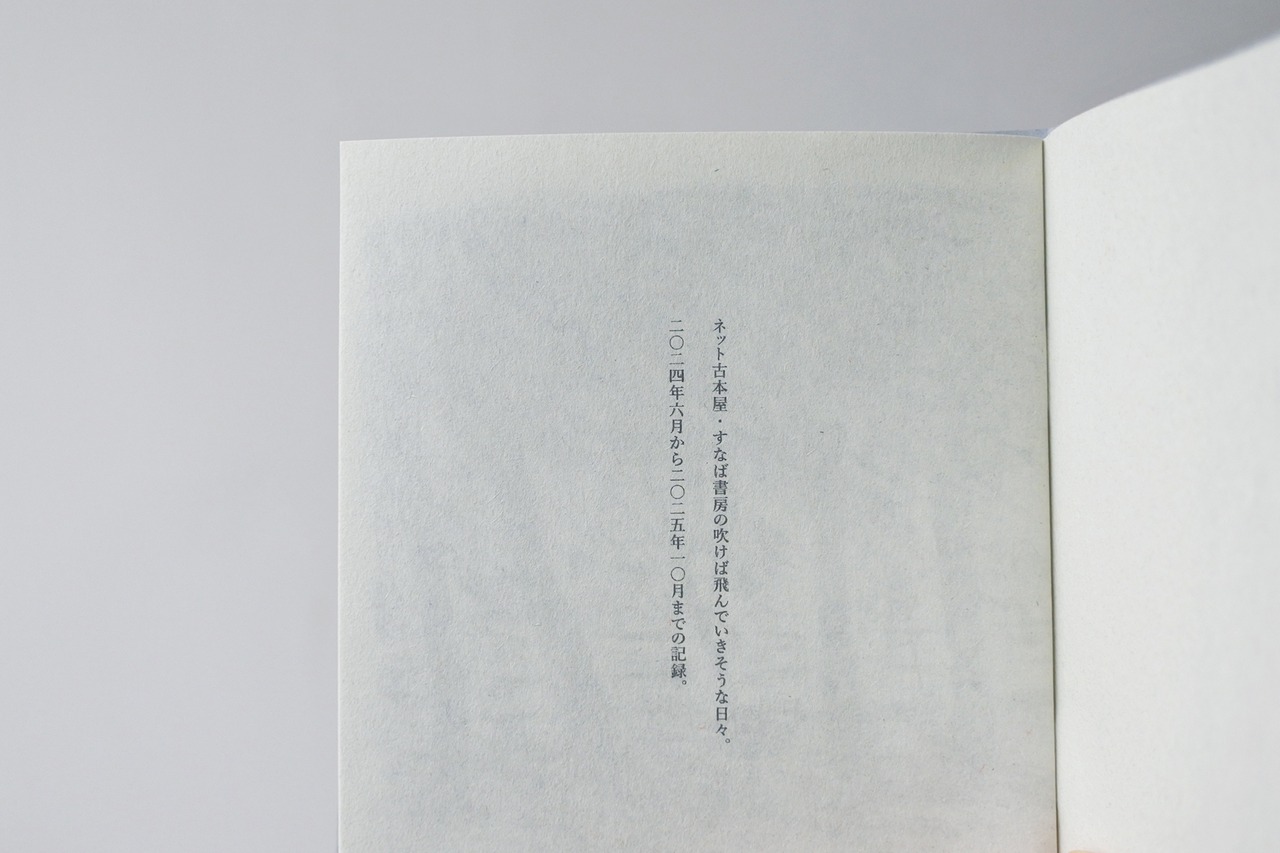 ネット古本屋・すなば書房の吹けば飛んでいきそうな日々。
二〇二四年六月から二〇二五年一〇月までの記録。